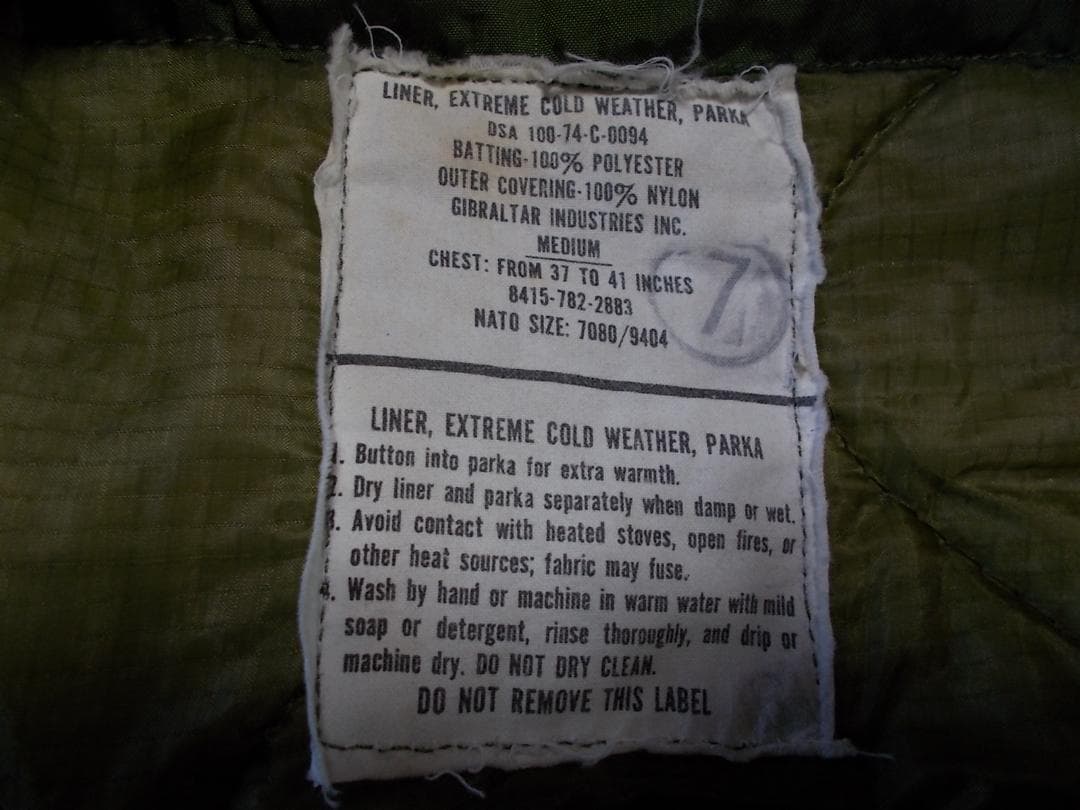 LINER, EXTREME COLD WEATHER, PARKA
DSA 100-74-C-0094
BATTING-100% POLYESTER
OUTER COVERING-100% NYLON
GIBRALTAR INDUSTRIES INC.
MEDIUM
CHEST: FROM 37 TO 41 INCHES
8415-782-2883
NATO SIZE: 7080/9404
7
LINER, EXTREME COLD WEATHER, PARKA
1. Button into parka for extra warmth.
2. Dry liner and parka separately when damp or wet.
3. Avoid contact with heated stoves, open fires, or
other heat sources; fabric may fuse.
4. Wash by hand or machine in warm water with mild
soap or detergent, rinse thoroughly, and drip or
machine dry. DO NOT DRY CLEAN.
DO NOT REMOVE THIS LABEL